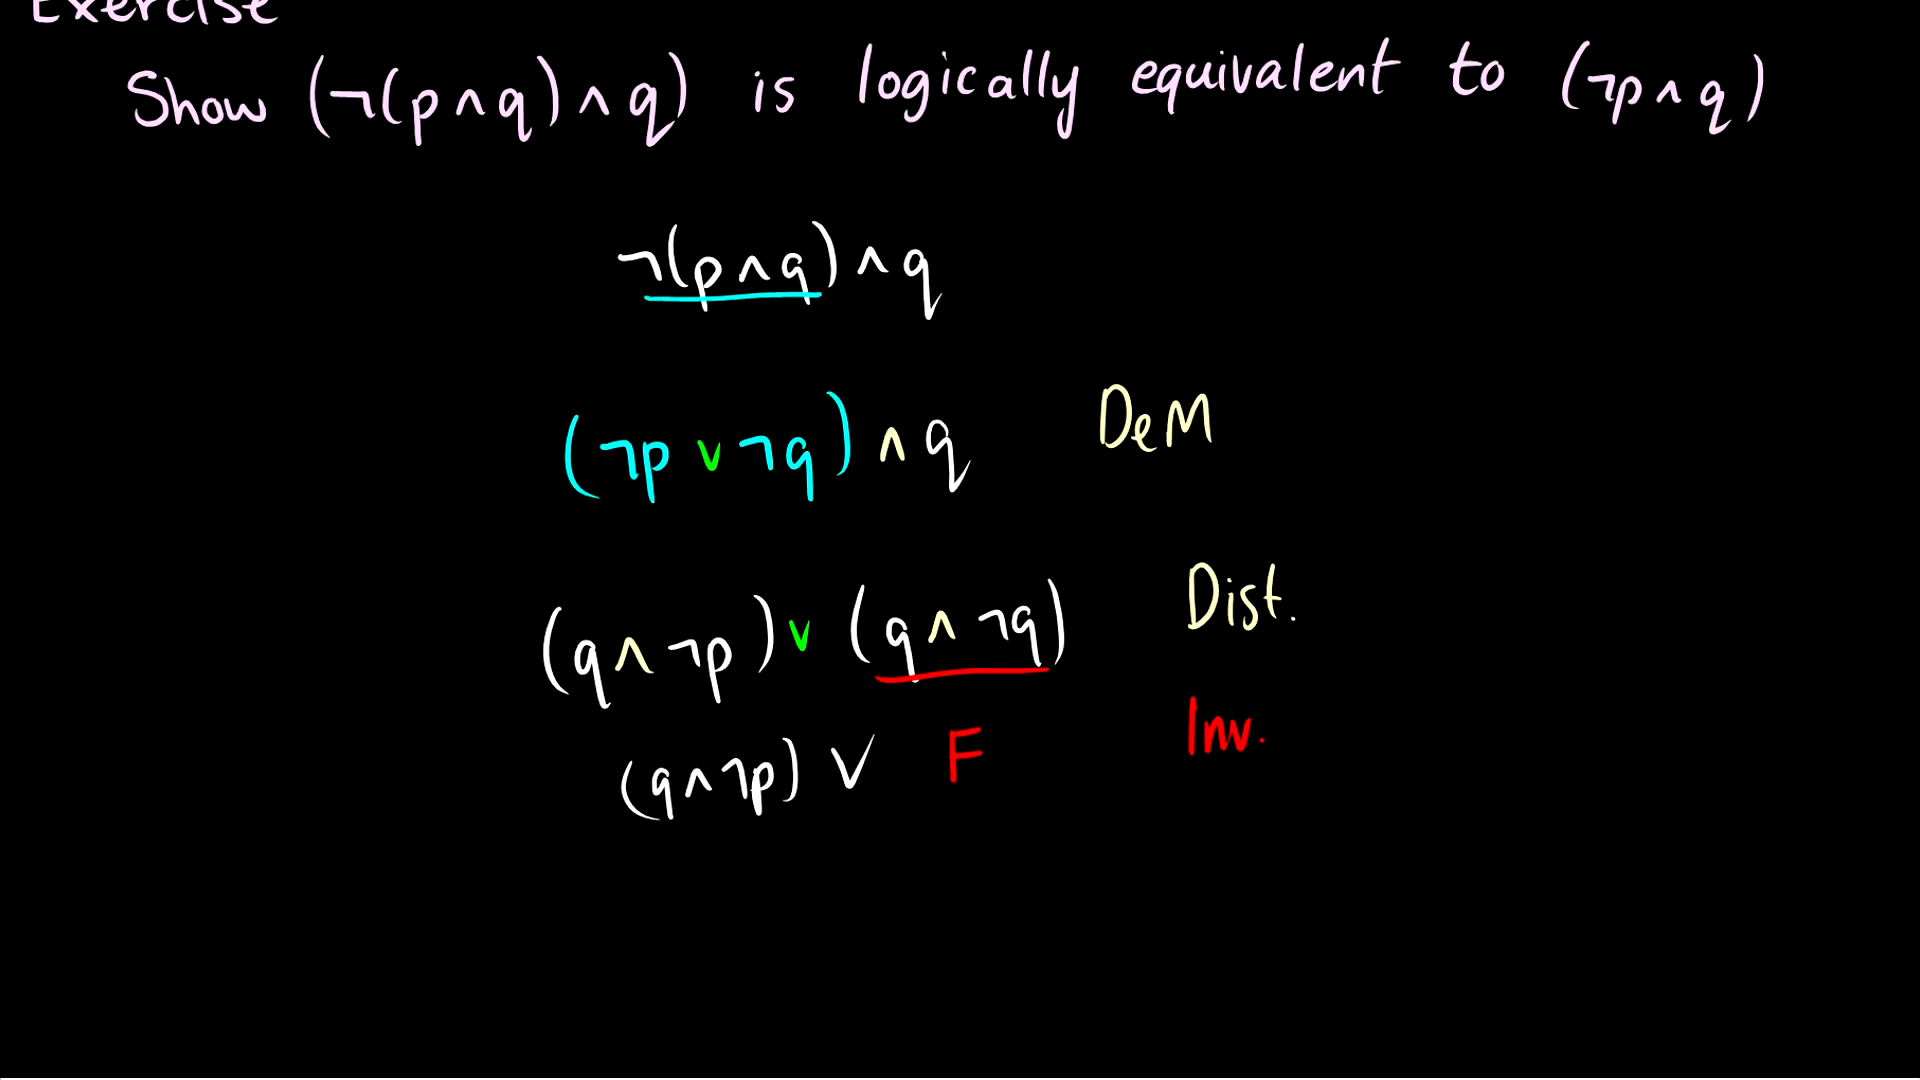 Exercise
Show (¬(p∧q)∧q) is logically equivalent to (¬p∧q)
¬(p∧q)∧q
(¬p∨¬q)∧q DeM
(q∧¬p)∨(q∧¬q) Dist.
(q∧¬p)∨ F Inv.